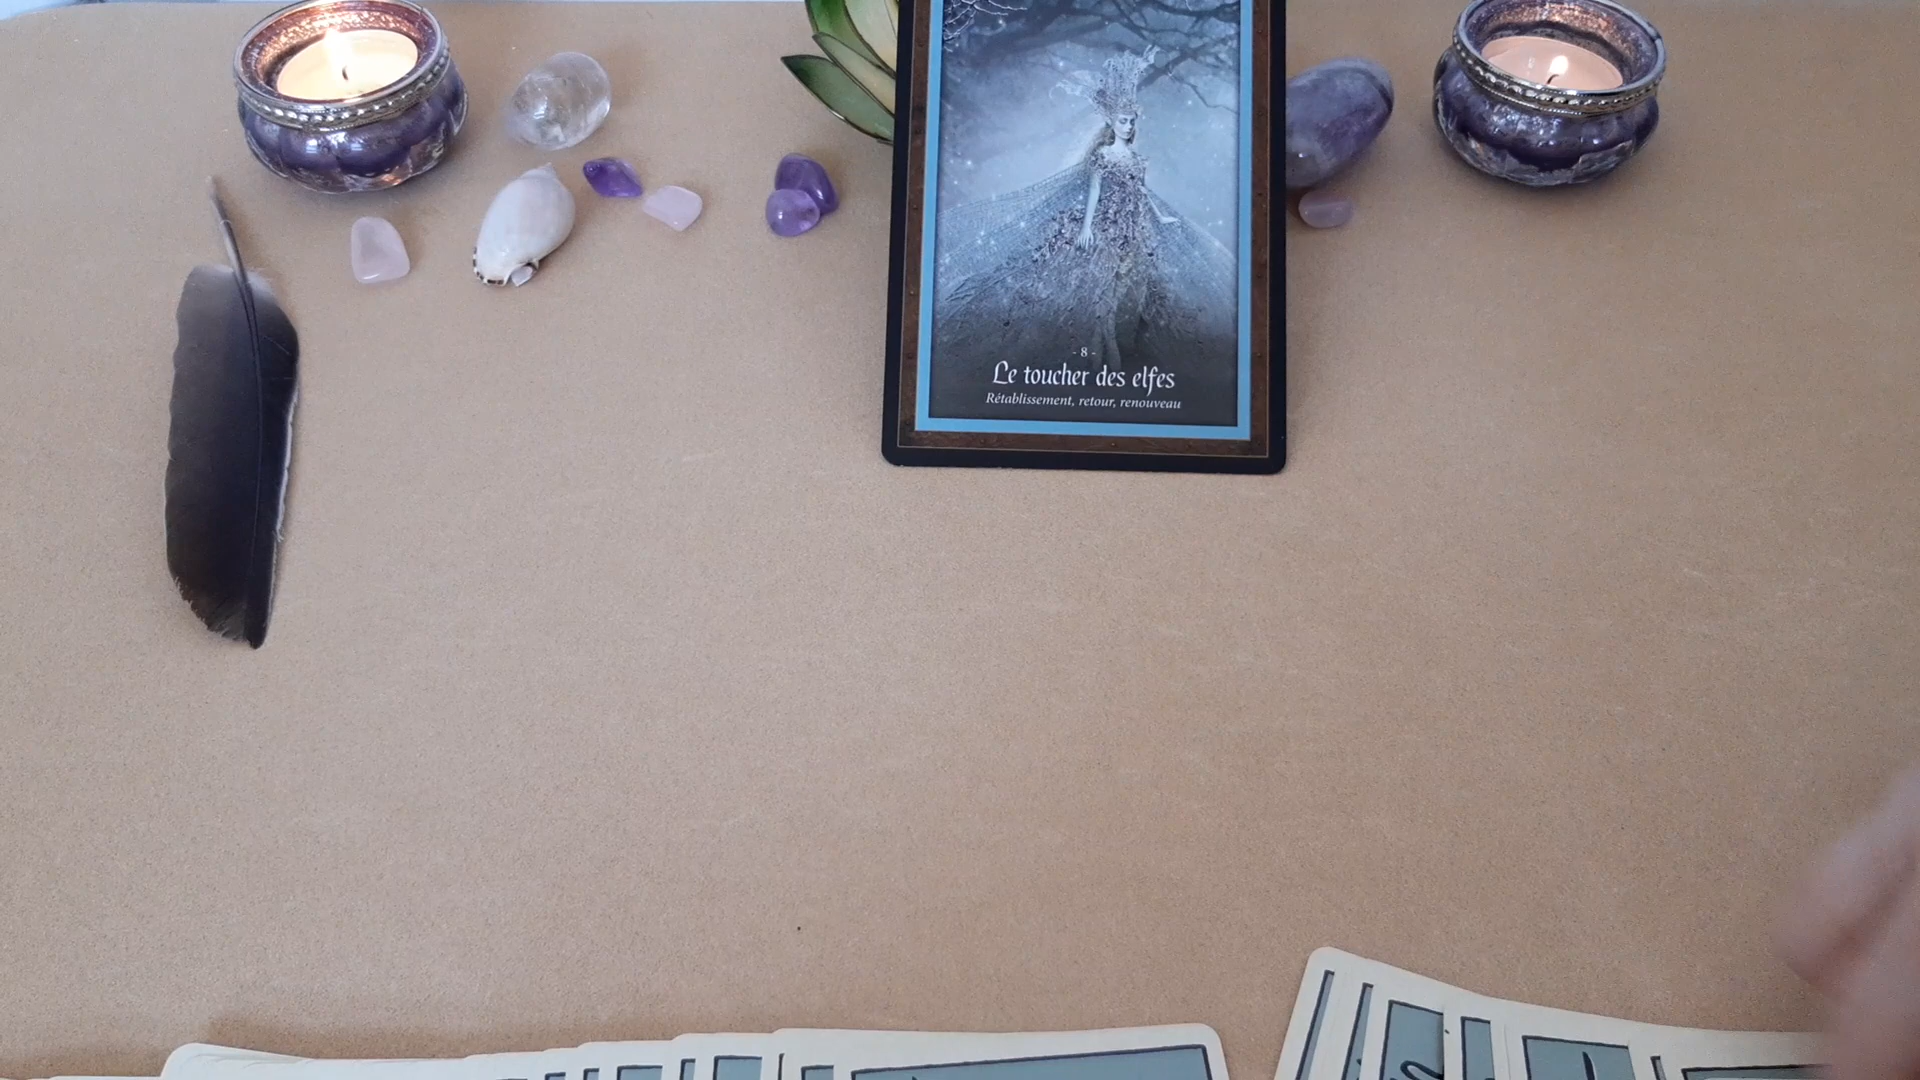 - 8 -
Le toucher des elfes
Rétablissement, retour, renouveau